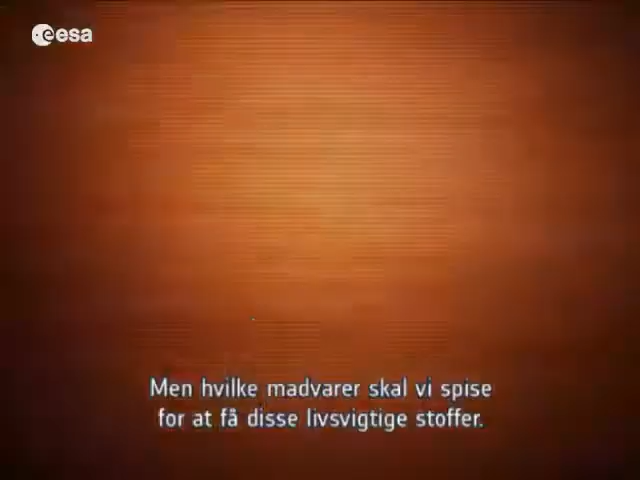 esa
Men hvilke madvarer skal vi spise
for at få disse livsvigtige stoffer.